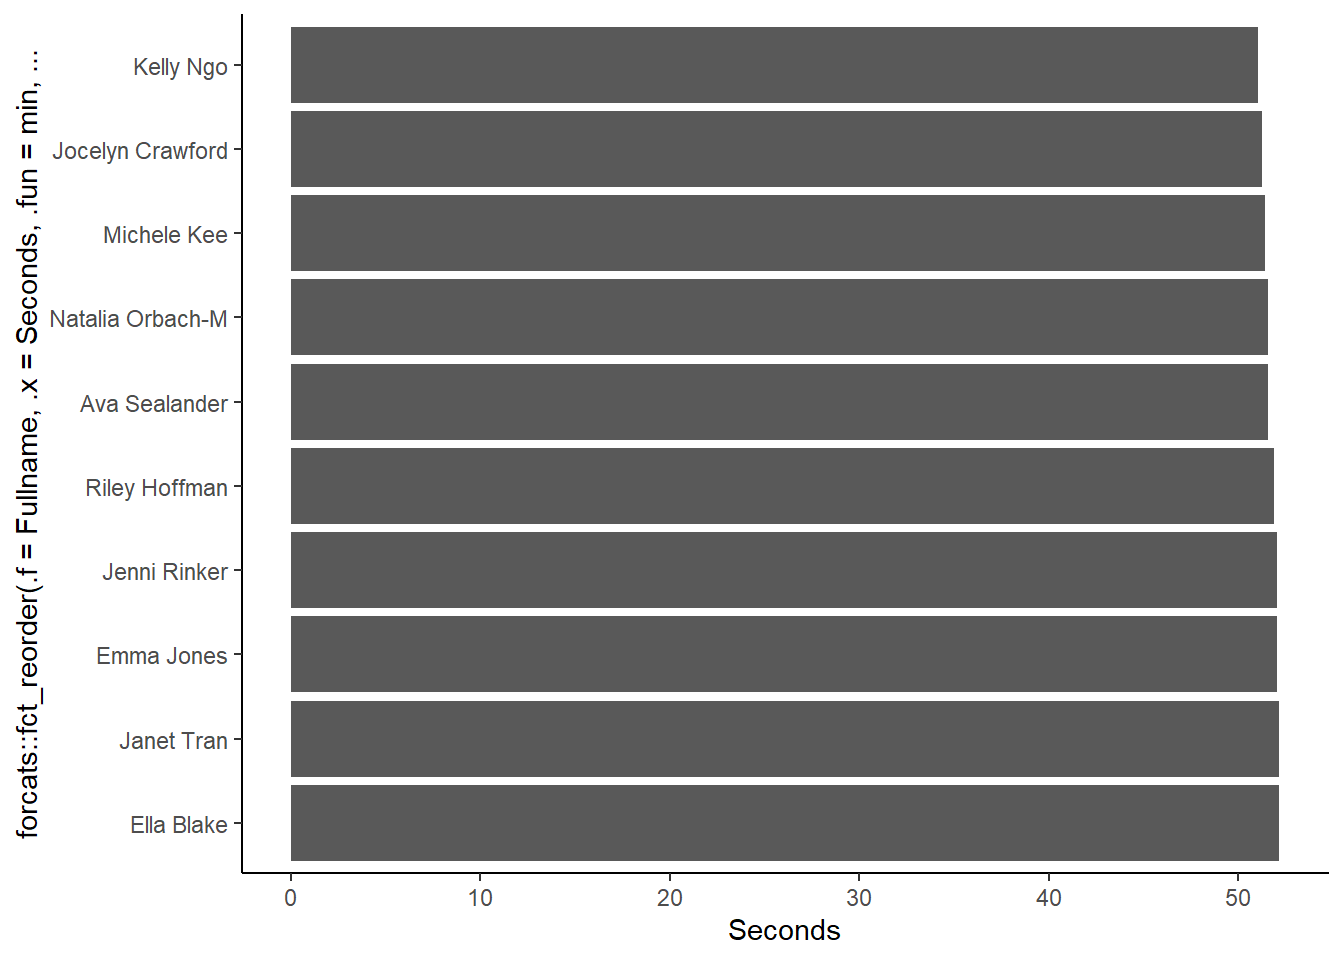 forcats::fct_reorder(.f = Fullname, .x = Seconds, .fun = min, ...
Kelly Ngo
Jocelyn Crawford
Michele Kee
Natalia Orbach-M
Ava Sealander
Riley Hoffman
Jenni Rinker
Emma Jones
Janet Tran
Ella Blake
0 10 20 30 40 50
Seconds